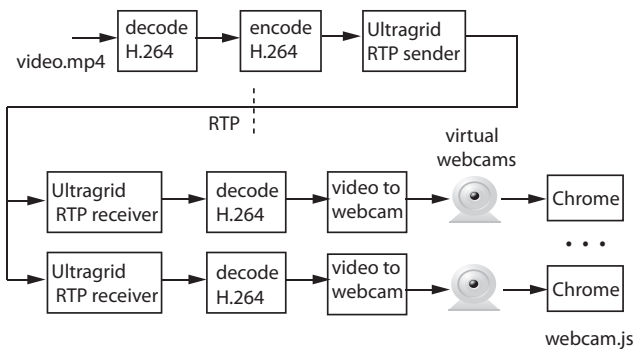 video.mp4
decode
H.264
encode
H.264
Ultragrid
RTP sender
RTP
virtual
webcams
Ultragrid
RTP receiver
decode
H.264
video to
webcam
Chrome
. . .
Ultragrid
RTP receiver
decode
H.264
video to
webcam
Chrome
webcam.js